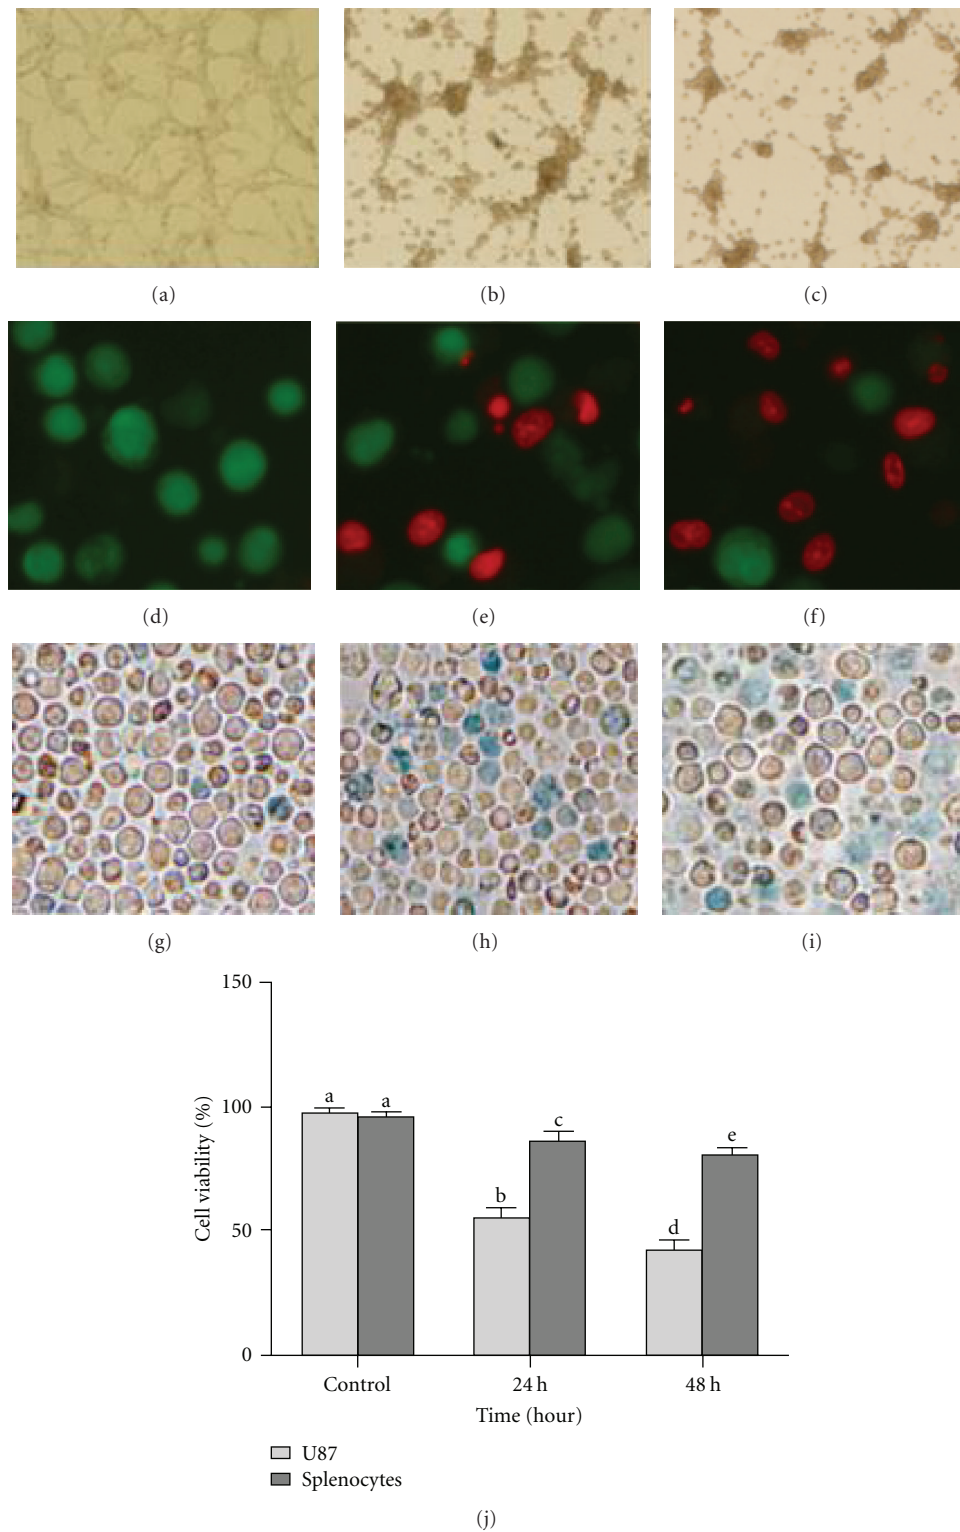 (a)
(b)
(c)
(d)
(e)
(f)
(g)
(h)
(i)
150
100
50
0
Cell viability (%)
a
a
b
c
d
e
Control
24 h
48 h
Time (hour)
U87
Splenocytes
(j)